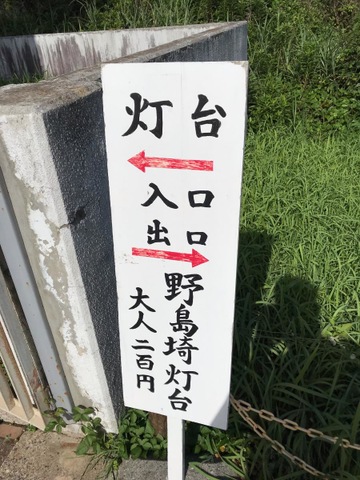 灯台
入口
出口
野島埼灯台
大人二百円